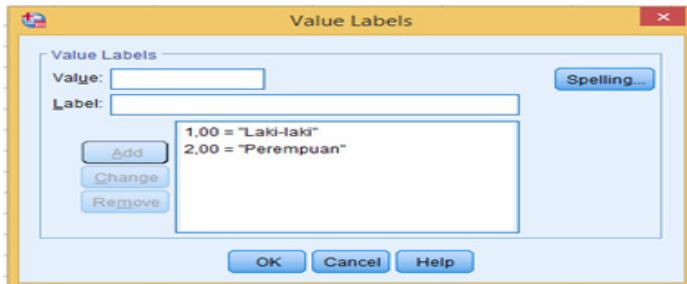 Value Labels
Value Labels
Value:
Spelling...
Label:
1,00 = "Laki-laki"
2,00 = "Perempuan"
Add
Change
Remove
OK Cancel Help